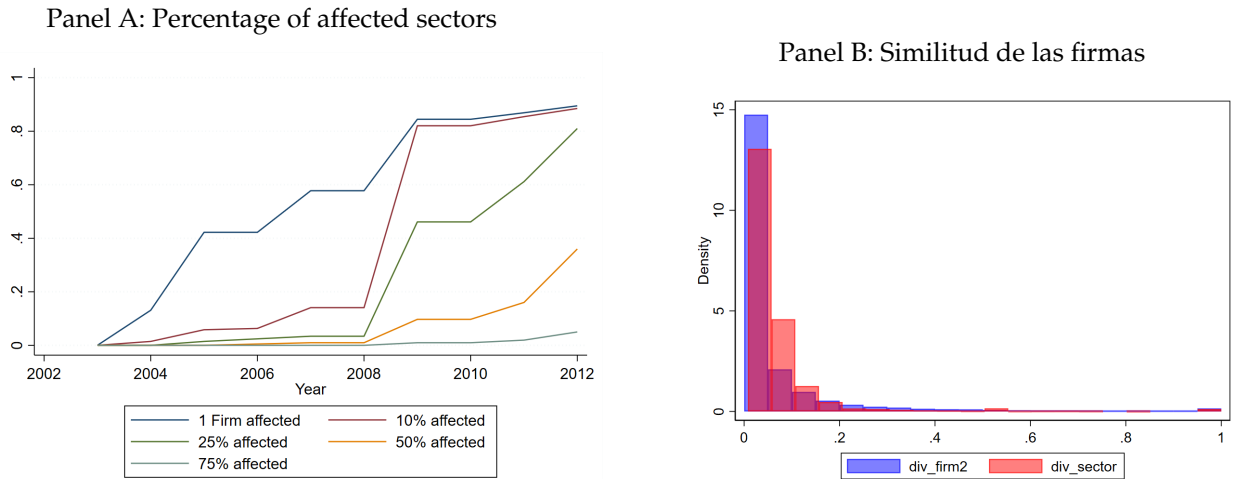 Panel A: Percentage of affected sectors
1
.8
.6
.4
.2
0
2002 2004 2006 2008 2010 2012
Year
1 Firm affected 10% affected
25% affected 50% affected
75% affected
Panel B: Similitud de las firmas
15
10
5
0
Density
0 .2 .4 .6 .8 1
div_firm2 div_sector